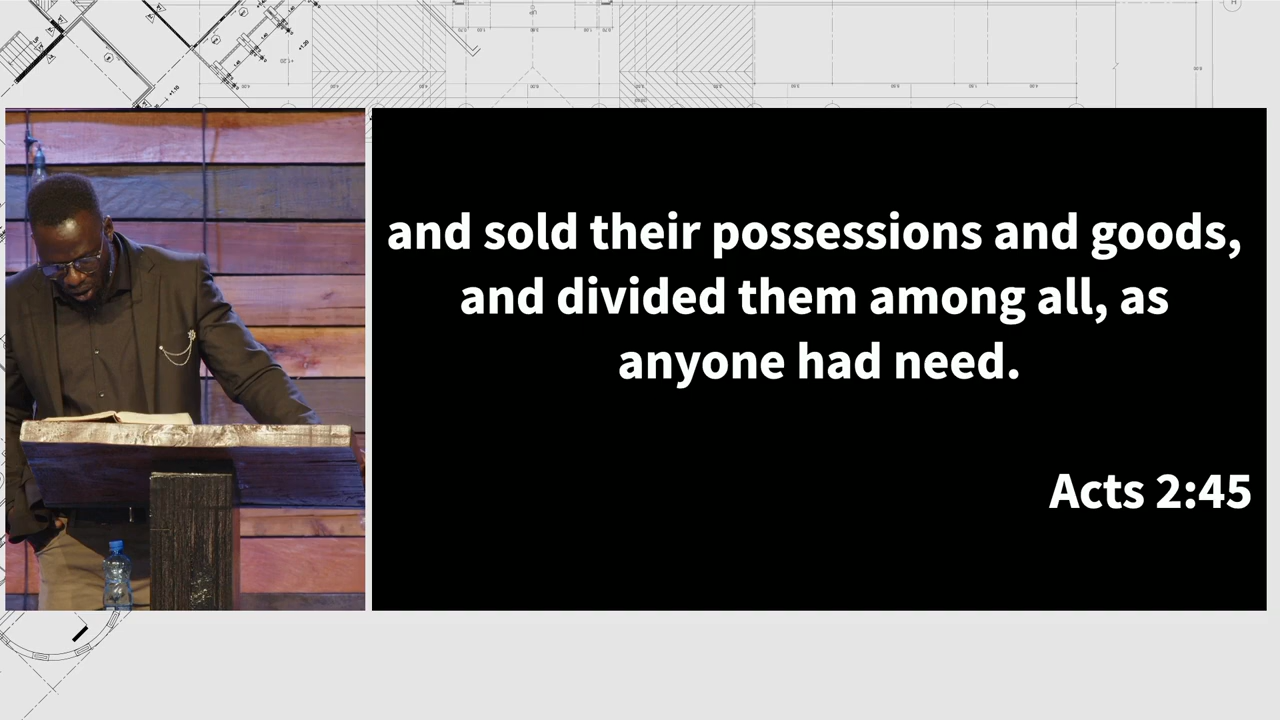 and sold their possessions and goods,
and divided them among all, as
anyone had need.
Acts 2:45